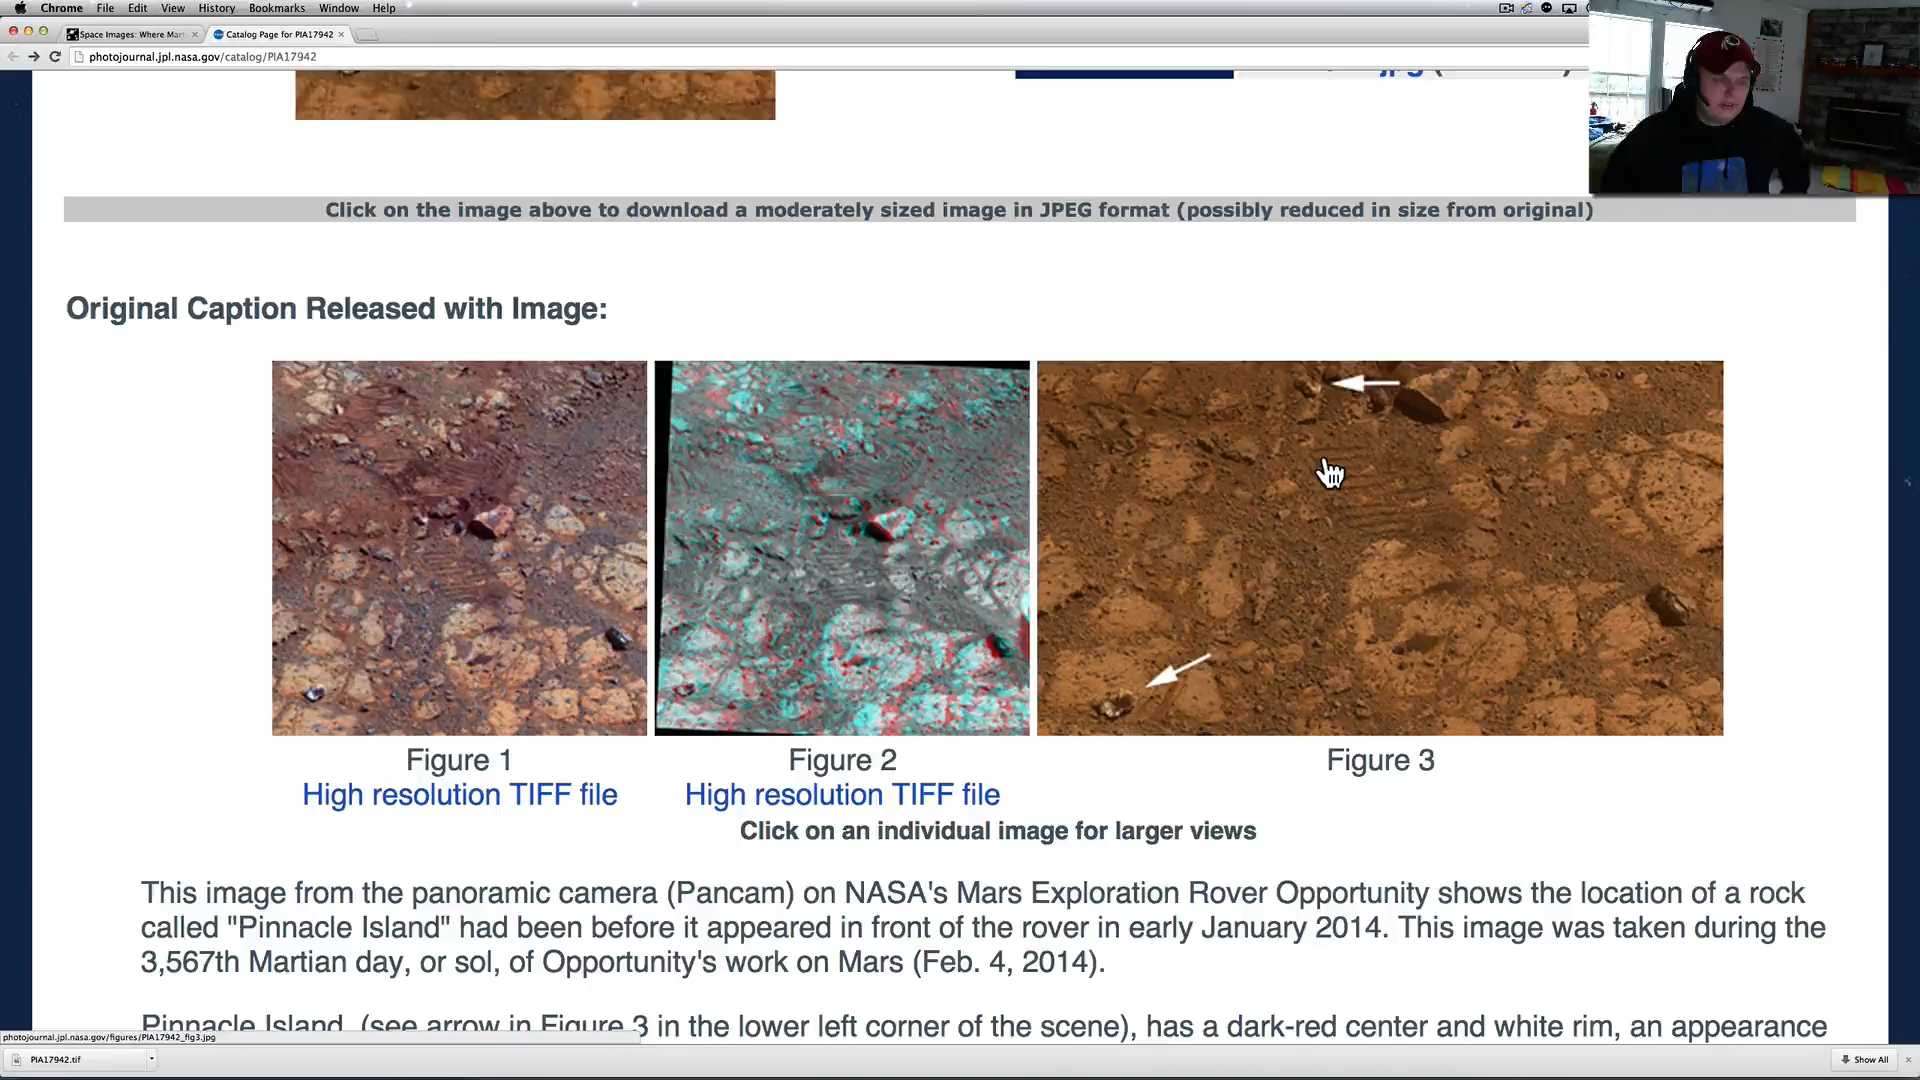 Chrome File Edit View History Bookmarks Window Help
Space Images: Where Mar Catalog Page for PIA17942
photojournal.jpl.nasa.gov/catalog/PIA17942
Click on the image above to download a moderately sized image in JPEG format (possibly reduced in size from original)
Original Caption Released with Image:
Figure 1 Figure 2 Figure 3
High resolution TIFF file High resolution TIFF file
Click on an individual image for larger views
This image from the panoramic camera (Pancam) on NASA's Mars Exploration Rover Opportunity shows the location of a rock
called "Pinnacle Island" had been before it appeared in front of the rover in early January 2014. This image was taken during the
3,567th Martian day, or sol, of Opportunity's work on Mars (Feb. 4, 2014).
Pinnacle Island, (see arrow in Figure 3 in the lower left corner of the scene), has a dark-red center and white rim, an appearance
photojournal.jpl.nasa.gov/figures/PIA17942_fig3.jpg
PIA17942.tif Show All